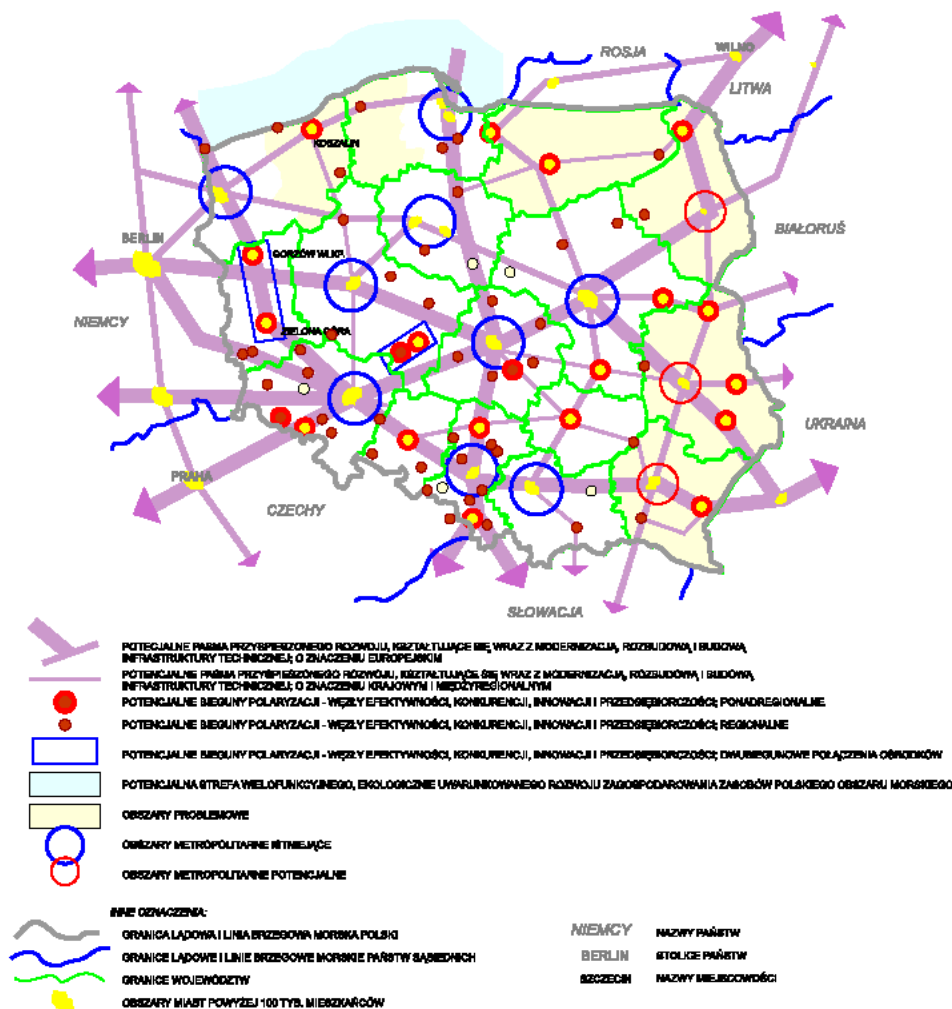 ROSJA
WILNO
LITWA
KOSZALIN
BIAŁORUŚ
BERLIN
GORZÓW WLKP.
NIEMCY
ZIELONA GÓRA
UKRAINA
PRAHA
CZECHY
SŁOWACJA
POTECJALNE PASMA PRZYSPIESZONEGO ROZWOJU, KSZTAŁTUJĄCE SIĘ WRAZ Z MODERNIZACJĄ, ROZBUDOWĄ I BUDOWĄ
INFRASTRUKTURY TECHNICZNEJ; O ZNACZENIU EUROPEJSKIM
POTENCJALNE PASMA PRZYSPIESZONEGO ROZWOJU, KSZTAŁTUJĄCE SIĘ WRAZ Z MODERNIZACJĄ, ROZBUDOWĄ I BUDOWĄ
INFRASTRUKTURY TECHNICZNEJ; O ZNACZENIU KRAJOWYM I MIĘDZYREGIONALNYM
POTENCJALNE BIEGUNY POLARYZACJI - WĘZŁY EFEKTYWNOŚCI, KONKURENCJI, INNOWACJI I PRZEDSIĘBIORCZOŚCI; PONADREGIONALNE
POTENCJALNE BIEGUNY POLARYZACJI - WĘZŁY EFEKTYWNOŚCI, KONKURENCJI, INNOWACJI I PRZEDSIĘBIORCZOŚCI; REGIONALNE
POTENCJALNE BIEGUNY POLARYZACJI - WĘZŁY EFEKTYWNOŚCI, KONKURENCJI, INNOWACJI I PRZEDSIĘBIORCZOŚCI; DWUBIEGUNOWE POŁĄCZENIA OŚRODKÓW
POTENCJALNA STREFA WIELOFUNKCYJNEGO, EKOLOGICZNIE UWARUNKOWANEGO ROZWOJU ZAGOSPODAROWANIA ZASOBÓW POLSKIEGO OBSZARU MORSKIEGO
OBSZARY PROBLEMOWE
OBSZARY METROPOLITARNE ISTNIEJĄCE
OBSZARY METROPOLITARNE POTENCJALNE
INNE OZNACZENIA:
GRANICA LĄDOWA I LINIA BRZEGOWA MORSKA POLSKI
NIEMCY NAZWY PAŃSTW
GRANICE LĄDOWE I LINIE BRZEGOWE MORSKIE PAŃSTW SĄSIEDNICH
BERLIN STOLICE PAŃSTW
GRANICE WOJEWÓDZTW
SZCZECIN NAZWY MIEJSCOWOŚCI
OBSZARY MIAST POWYŻEJ 100 TYS. MIESZKAŃCÓW